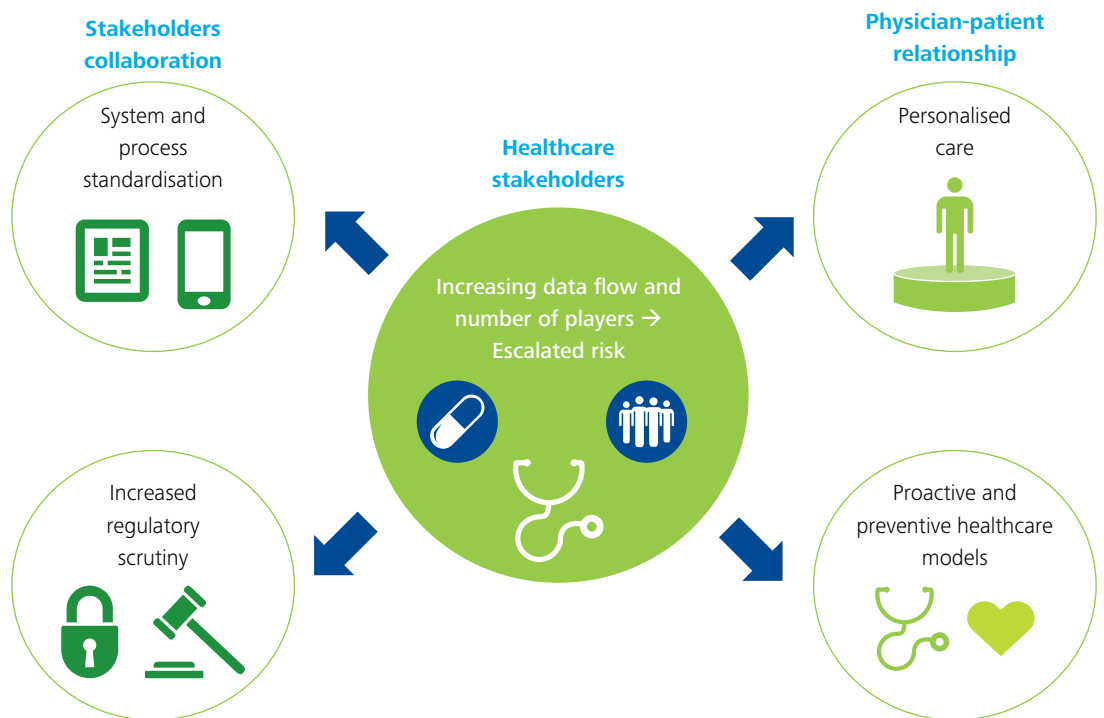 Stakeholders
collaboration
System and
process
standardisation
Increased
regulatory
scrutiny
Healthcare
stakeholders
Increasing data flow and
number of players →
Escalated risk
Physician-patient
relationship
Personalised
care
Proactive and
preventive healthcare
models